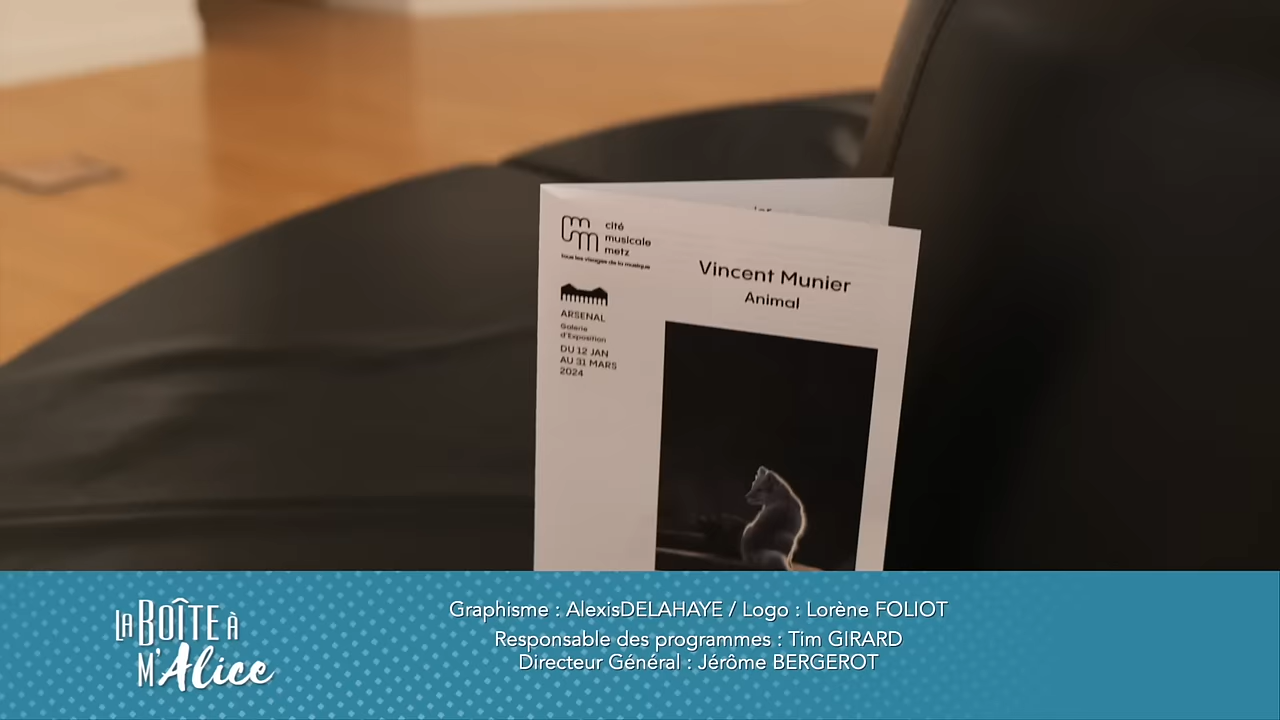 cité
musicale
metz
tous les visages de la musique
ARSENAL
Galerie
d'Exposition
DU 12 JAN
AU 31 MARS
2024
Vincent Munier
Animal
LA BOÎTE À
M'Alice
Graphisme : AlexisDELAHAYE / Logo : Lorène FOLIOT
Responsable des programmes : Tim GIRARD
Directeur Général : Jérôme BERGEROT